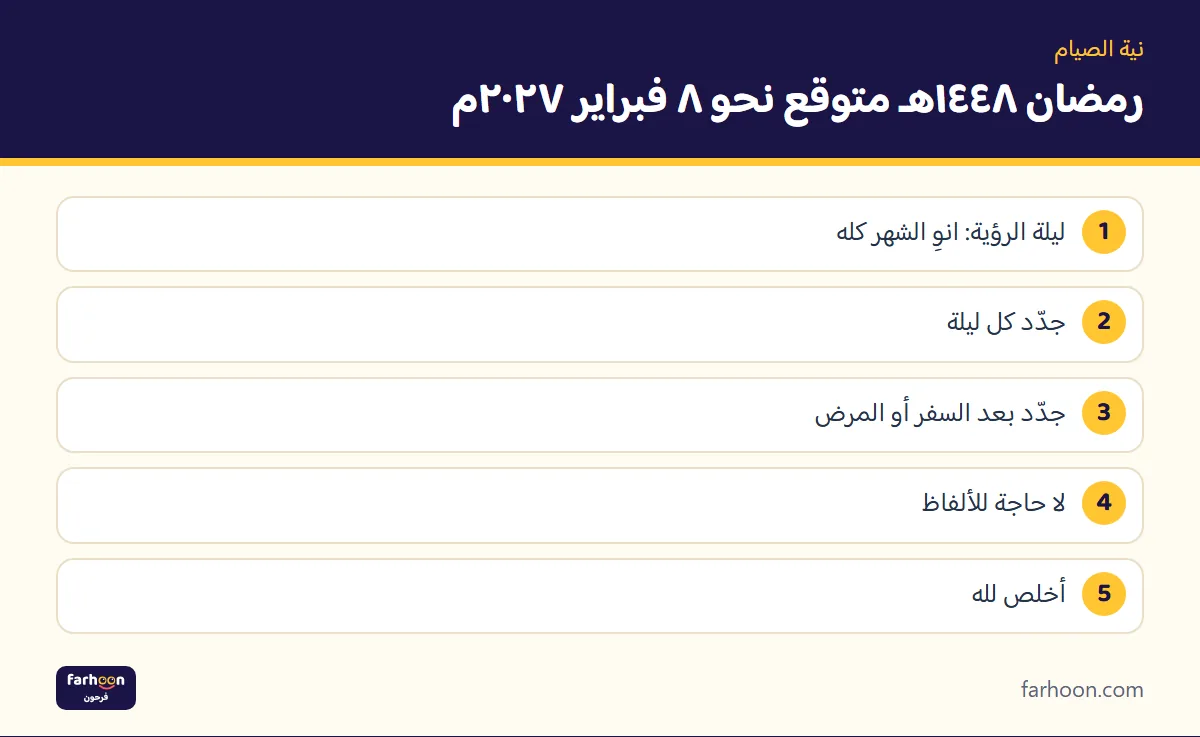 نية الصيام
رمضان ١٤٤٨هـ متوقع نحو ٨ فبراير ٢٠٢٧م
1 ليلة الرؤية: انوِ الشهر كله
2 جدّد كل ليلة
3 جدّد بعد السفر أو المرض
4 لا حاجة للألفاظ
5 أخلص لله
farhoon.com
farhoon
فرحون